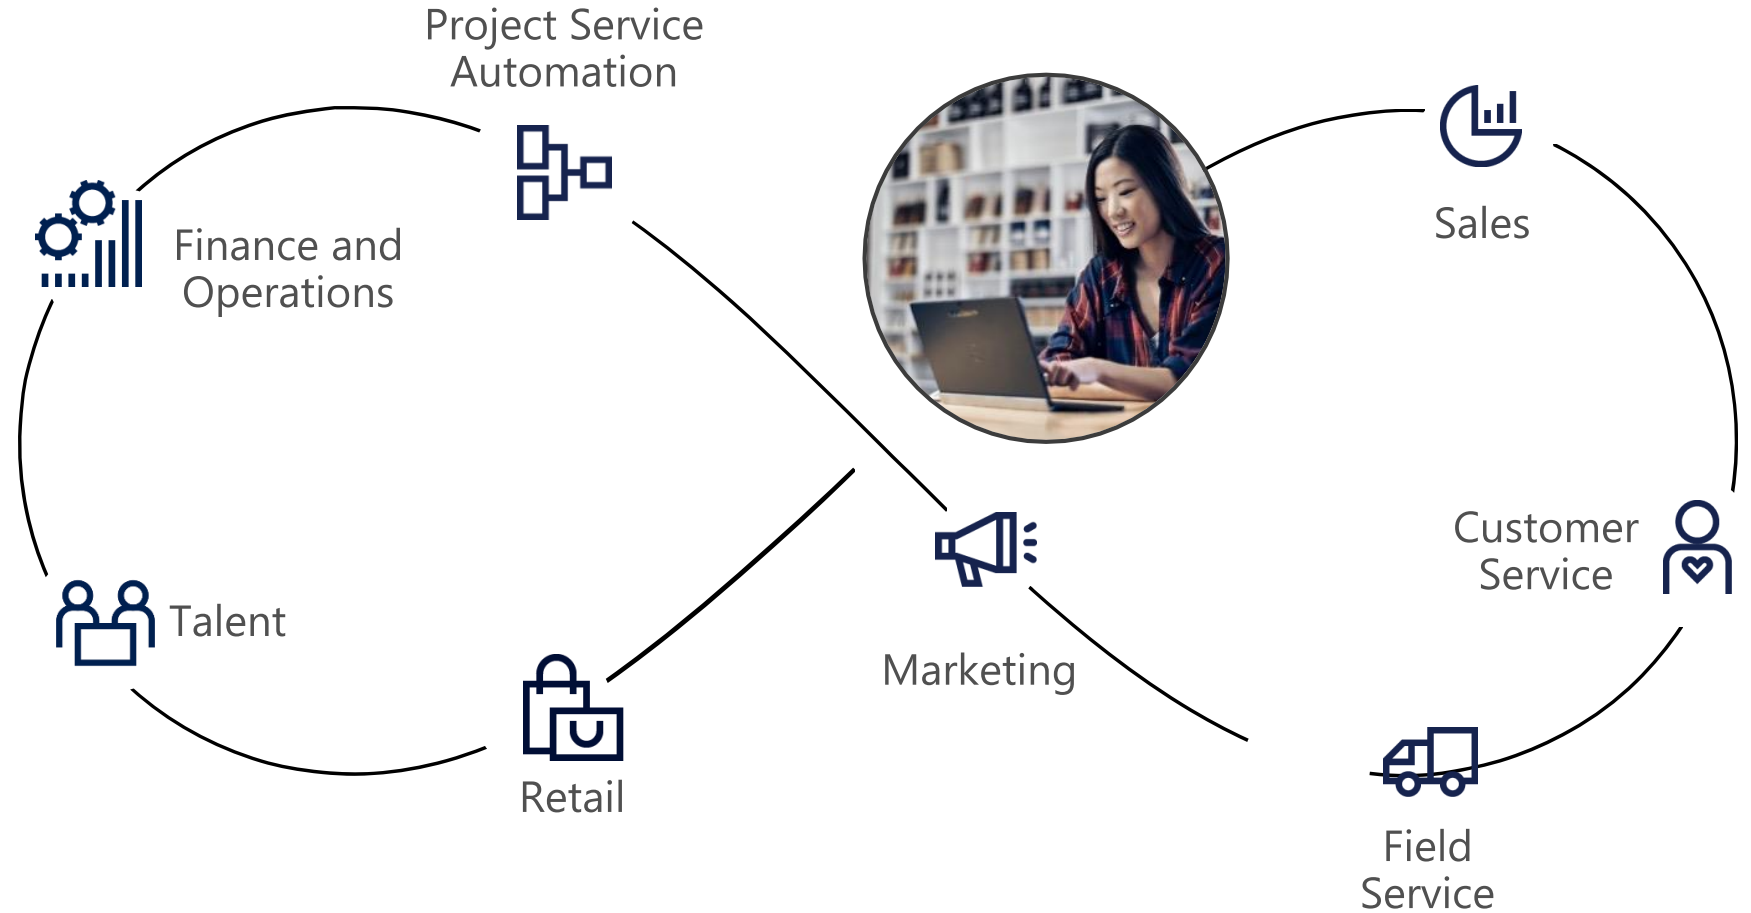 Project Service
Automation
Finance and
Operations
Sales
Customer
Service
Talent
Marketing
Retail
Field
Service